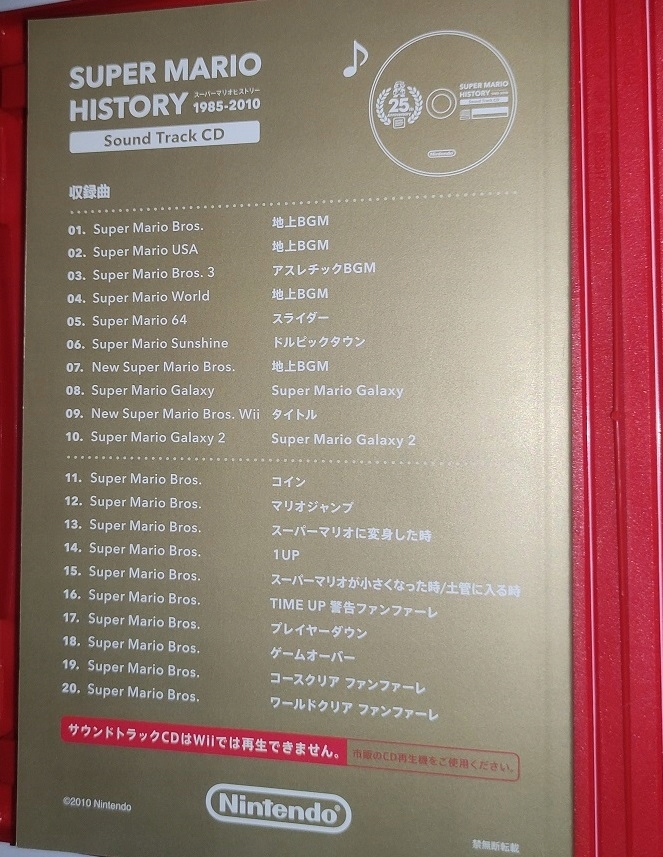 SUPER MARIO
HISTORY スーパーマリオヒストリー 1985-2010
Sound Track CD
SUPER MARIO
HISTORY
Sound Track CD
25th
Nintendo
収録曲
01. Super Mario Bros. 地上BGM
02. Super Mario USA 地上BGM
03. Super Mario Bros. 3 アスレチックBGM
04. Super Mario World 地上BGM
05. Super Mario 64 スライダー
06. Super Mario Sunshine ドルピックタウン
07. New Super Mario Bros. 地上BGM
08. Super Mario Galaxy Super Mario Galaxy
09. New Super Mario Bros. Wii タイトル
10. Super Mario Galaxy 2 Super Mario Galaxy 2
11. Super Mario Bros. コイン
12. Super Mario Bros. マリオジャンプ
13. Super Mario Bros. スーパーマリオに変身した時
14. Super Mario Bros. 1UP
15. Super Mario Bros. スーパーマリオが小さくなった時/土管に入る時
16. Super Mario Bros. TIME UP 警告ファンファーレ
17. Super Mario Bros. プレイヤーダウン
18. Super Mario Bros. ゲームオーバー
19. Super Mario Bros. コースクリア ファンファーレ
20. Super Mario Bros. ワールドクリア ファンファーレ
サウンドトラックCDはWiiでは再生できません。 市販のCD再生機をご使用ください。
©2010 Nintendo
Nintendo®
禁無断転載